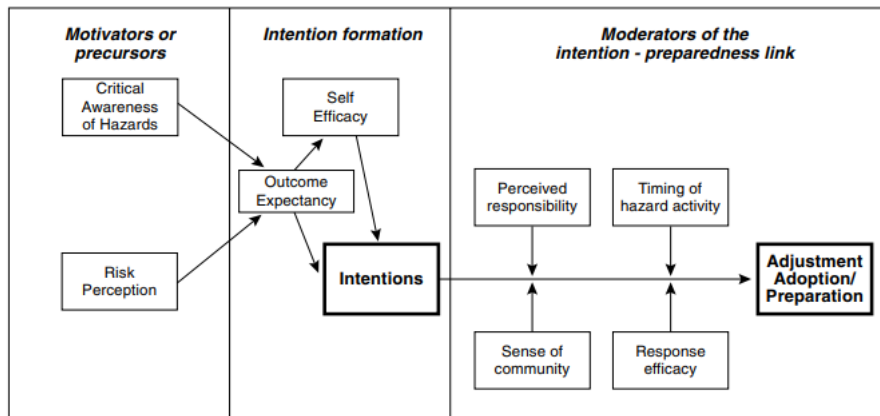 Motivators or
precursors
Intention formation
Moderators of the
intention - preparedness link
Critical
Awareness
of Hazards
Self
Efficacy
Outcome
Expectancy
Risk
Perception
Intentions
Perceived
responsibility
Timing of
hazard activity
Sense of
community
Response
efficacy
Adjustment
Adoption/
Preparation